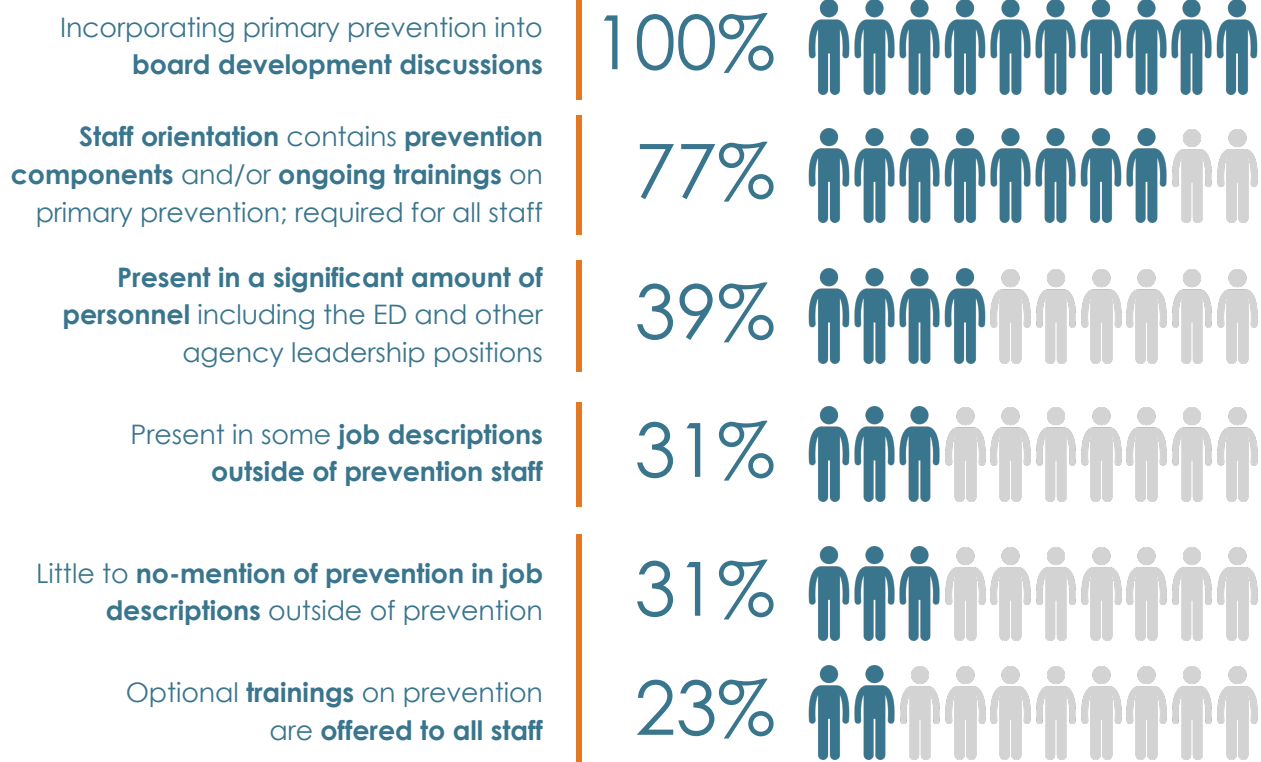 Incorporating primary prevention into
board development discussions
100%
Staff orientation contains prevention
components and/or ongoing trainings on
primary prevention; required for all staff
77%
Present in a significant amount of
personnel including the ED and other
agency leadership positions
39%
Present in some job descriptions
outside of prevention staff
31%
Little to no-mention of prevention in job
descriptions outside of prevention
31%
Optional trainings on prevention
are offered to all staff
23%